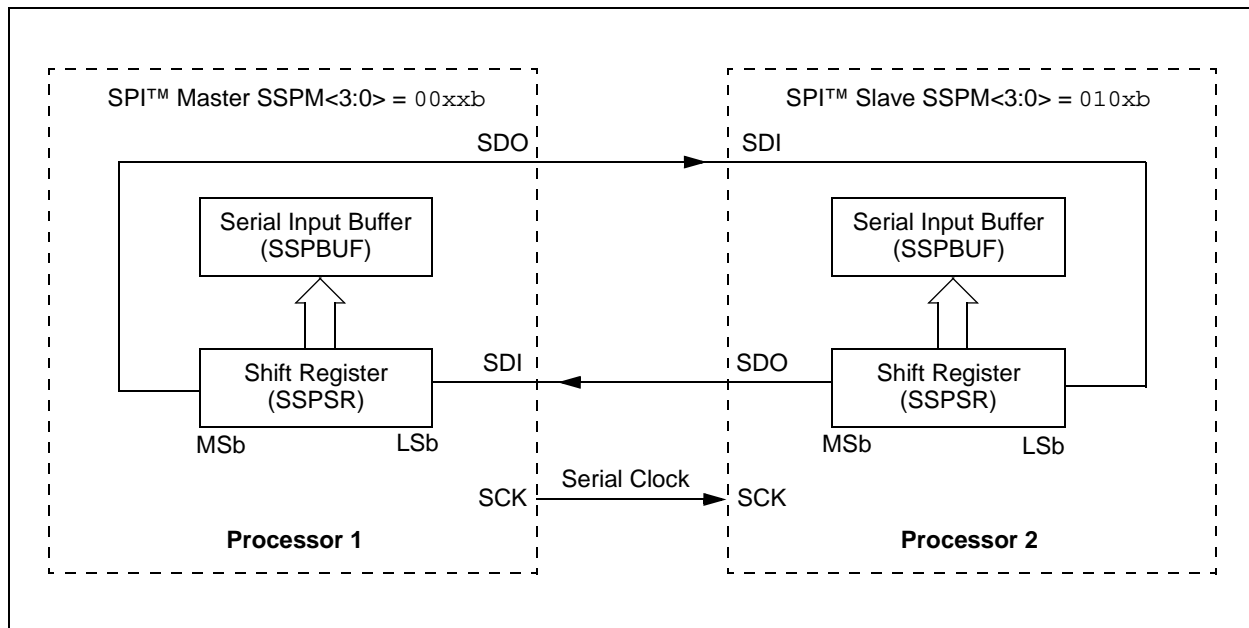 SPI™ Master SSPM<3:0> = 00xxb
SPI™ Slave SSPM<3:0> = 010xb
SDO
SDI
Serial Input Buffer
(SSPBUF)
Serial Input Buffer
(SSPBUF)
Shift Register
(SSPSR)
SDI
SDO
Shift Register
(SSPSR)
MSb
LSb
MSb
LSb
SCK
Serial Clock
SCK
Processor 1
Processor 2